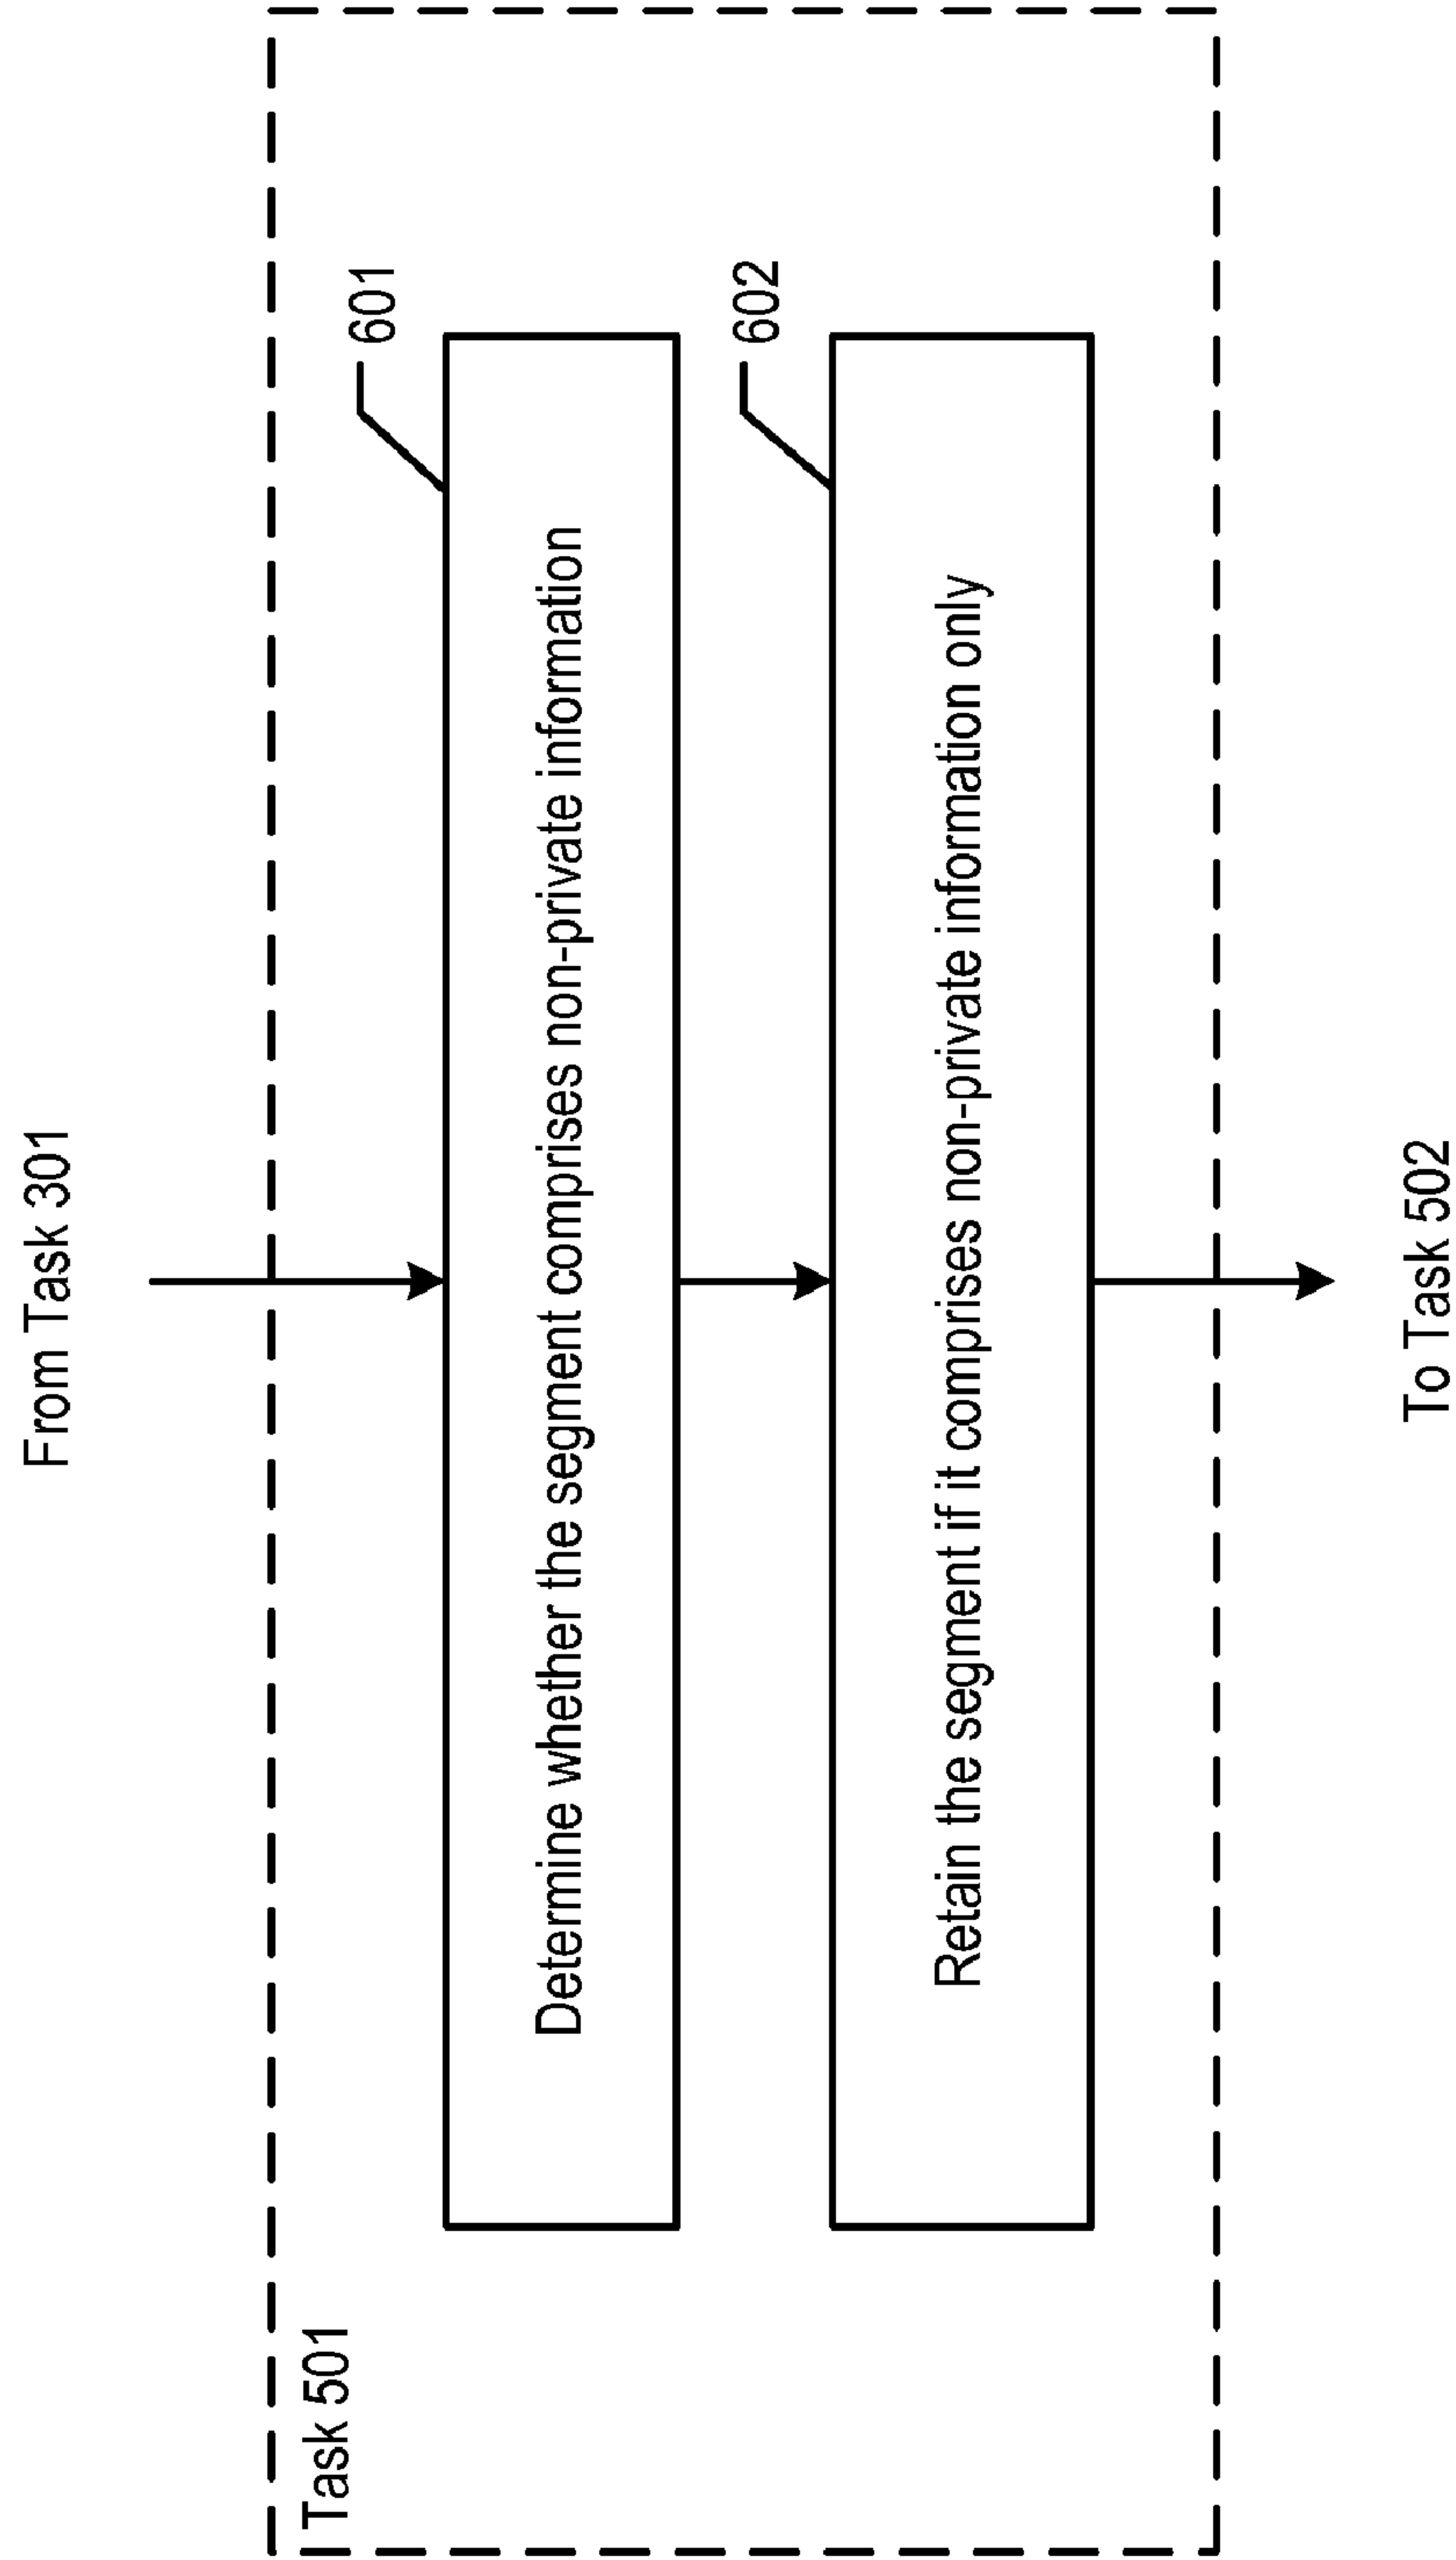 From Task 301
Task 501
601
Determine whether the segment comprises non-private information
602
Retain the segment if it comprises non-private information only
To Task 502